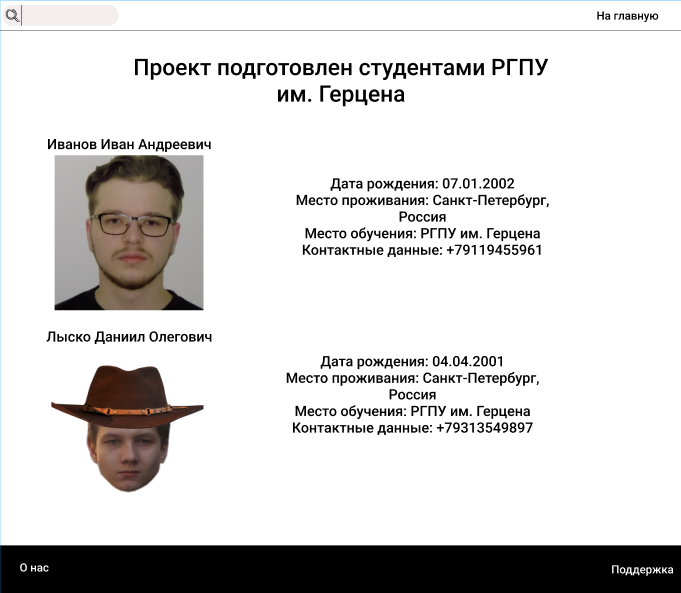 На главную
Проект подготовлен студентами РГПУ
им. Герцена
Иванов Иван Андреевич
Дата рождения: 07.01.2002
Место проживания: Санкт-Петербург,
Россия
Место обучения: РГПУ им. Герцена
Контактные данные: +79119455961
Лыско Даниил Олегович
Дата рождения: 04.04.2001
Место проживания: Санкт-Петербург,
Россия
Место обучения: РГПУ им. Герцена
Контактные данные: +79313549897
О нас
Поддержка